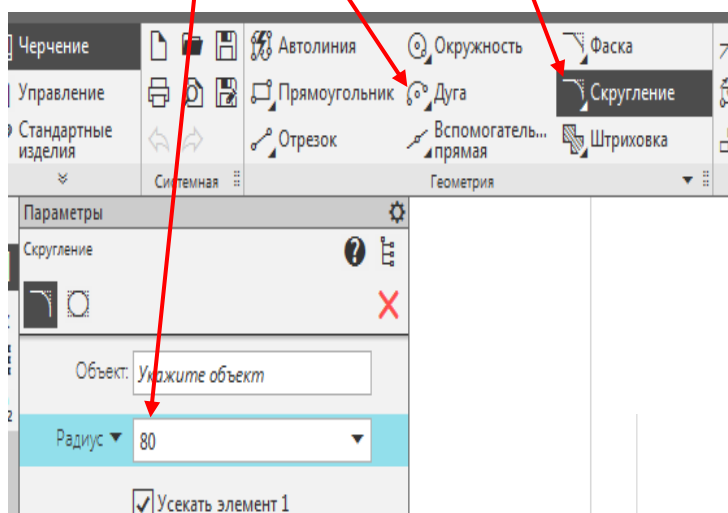 Черчение
Автолиния
Окружность
Фаска
Управление
Прямоугольник
Дуга
Скругление
Стандартные
изделия
Отрезок
Вспомогатель...
прямая
Штриховка
Системная
Геометрия
Параметры
Скругление
Объект: Укажите объект
Радиус 80
Усекать элемент 1